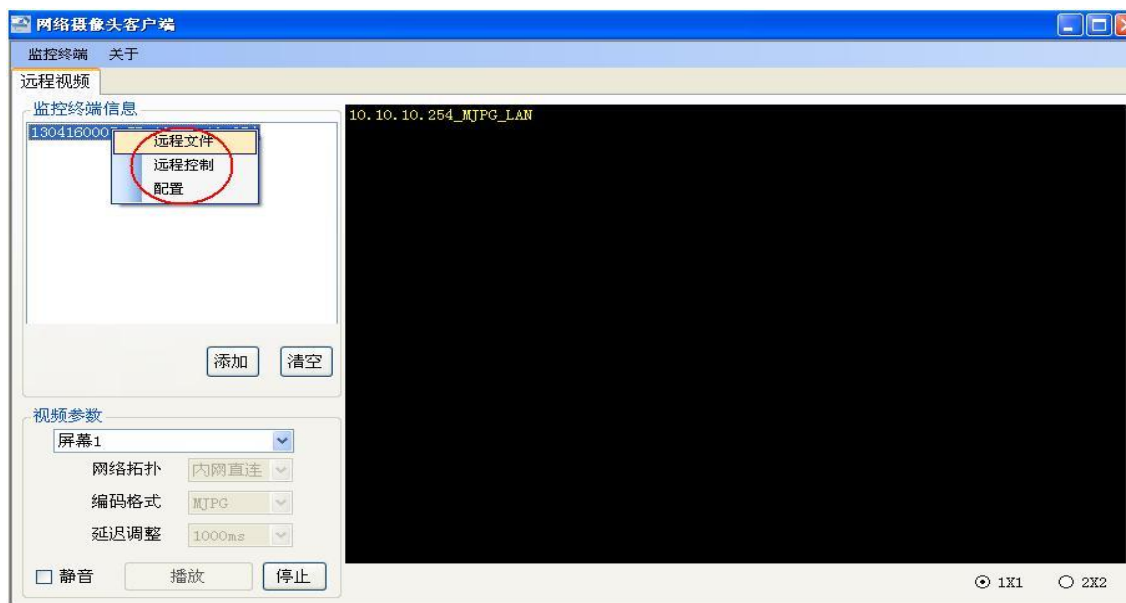 网络摄像头客户端
监控终端 关于
远程视频
监控终端信息
130416000
远程文件
远程控制
配置
添加 清空
视频参数
屏幕1
网络拓扑 内网直连
编码格式 MJPG
延迟调整 1000ms
静音 播放 停止
10.10.10.254_MJPG_LAN
1X1 2X2